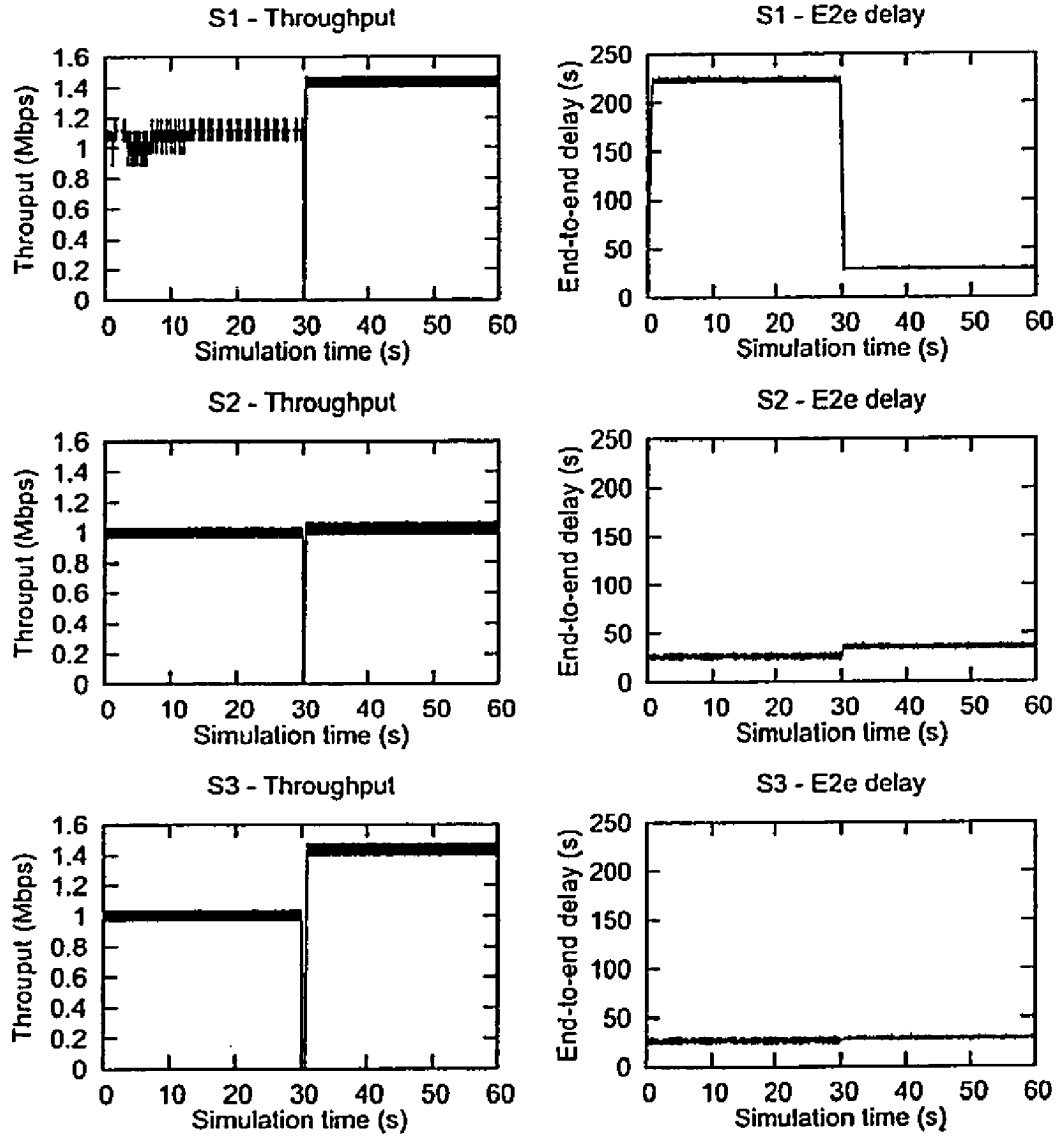 S1 - Throughput
Throuput (Mbps)
1.6
1.4
1.2
1
0.8
0.6
0.4
0.2
0
0 10 20 30 40 50 60
Simulation time (s)
S1 - E2e delay
End-to-end delay (s)
250
200
150
100
50
0
0 10 20 30 40 50 60
Simulation time (s)
S2 - Throughput
Throuput (Mbps)
1.6
1.4
1.2
1
0.8
0.6
0.4
0.2
0
0 10 20 30 40 50 60
Simulation time (s)
S2 - E2e delay
End-to-end delay (s)
250
200
150
100
50
0
0 10 20 30 40 50 60
Simulation time (s)
S3 - Throughput
Throuput (Mbps)
1.6
1.4
1.2
1
0.8
0.6
0.4
0.2
0
0 10 20 30 40 50 60
Simulation time (s)
S3 - E2e delay
End-to-end delay (s)
250
200
150
100
50
0
0 10 20 30 40 50 60
Simulation time (s)